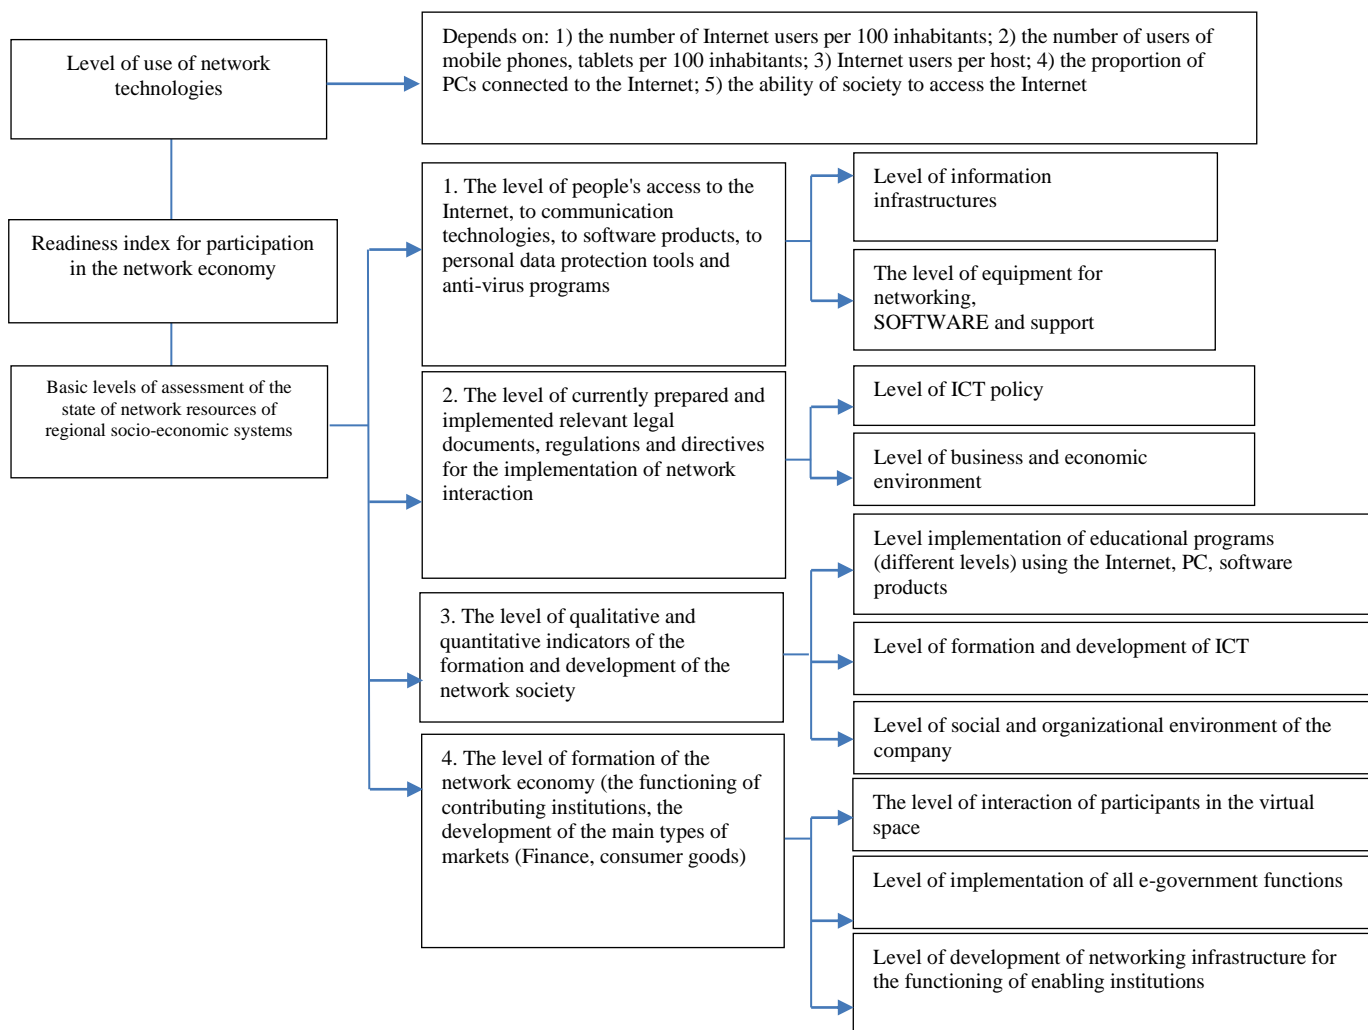 Level of use of network
technologies
Depends on: 1) the number of Internet users per 100 inhabitants; 2) the number of users of
mobile phones, tablets per 100 inhabitants; 3) Internet users per host; 4) the proportion of
PCs connected to the Internet; 5) the ability of society to access the Internet
Readiness index for participation
in the network economy
Basic levels of assessment of the
state of network resources of
regional socio-economic systems
1. The level of people's access to the
Internet, to communication
technologies, to software products, to
personal data protection tools and
anti-virus programs
Level of information
infrastructures
The level of equipment for
networking,
SOFTWARE and support
2. The level of currently prepared and
implemented relevant legal
documents, regulations and directives
for the implementation of network
interaction
Level of ICT policy
Level of business and economic
environment
3. The level of qualitative and
quantitative indicators of the
formation and development of the
network society
Level implementation of educational programs
(different levels) using the Internet, PC, software
products
Level of formation and development of ICT
Level of social and organizational environment of the
company
4. The level of formation of the
network economy (the functioning of
contributing institutions, the
development of the main types of
markets (Finance, consumer goods)
The level of interaction of participants in the virtual
space
Level of implementation of all e-government functions
Level of development of networking infrastructure for
the functioning of enabling institutions